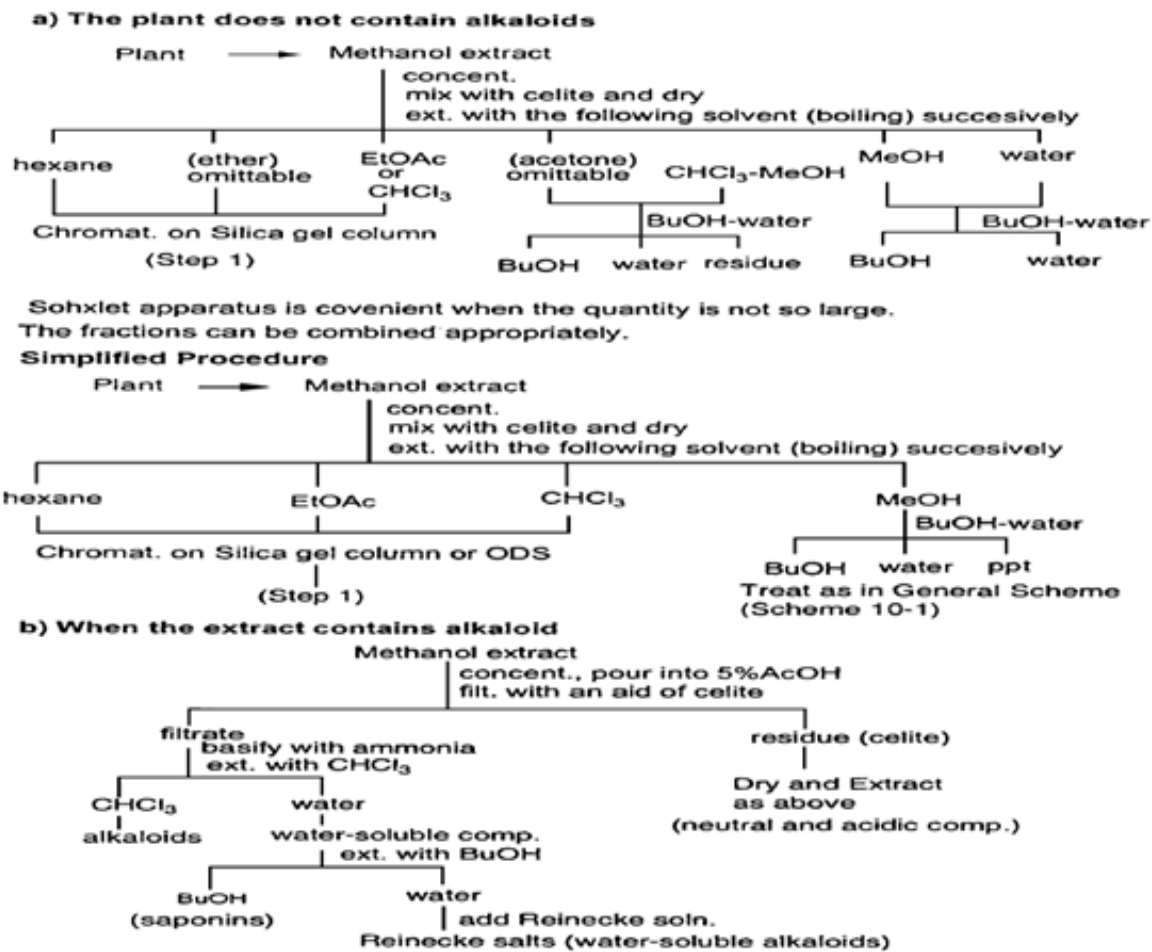 a) The plant does not contain alkaloids
Plant Methanol extract
concent.
mix with celite and dry
ext. with the following solvent (boiling) succesively
hexane
(ether)
omittable
EtOAc
or
CHCl₃
(acetone)
omittable
CHCl₃-MeOH
MeOH
water
BuOH-water
BuOH-water
Chromat. on Silica gel column
(Step 1)
BuOH water residue
BuOH water
Sohxlet apparatus is covenient when the quantity is not so large.
The fractions can be combined appropriately.
Simplified Procedure
Plant Methanol extract
concent.
mix with celite and dry
ext. with the following solvent (boiling) succesively
hexane EtOAc CHCl₃ MeOH
BuOH-water
Chromat. on Silica gel column or ODS
(Step 1)
BuOH water ppt
Treat as in General Scheme
(Scheme 10-1)
b) When the extract contains alkaloid
Methanol extract
concent., pour into 5%AcOH
filt. with an aid of celite
filtrate
residue (celite)
basify with ammonia
ext. with CHCl₃
Dry and Extract
as above
(neutral and acidic comp.)
CHCl₃ water
alkaloids
water-soluble comp.
ext. with BuOH
BuOH
(saponins)
water
add Reinecke soln.
Reinecke salts (water-soluble alkaloids)